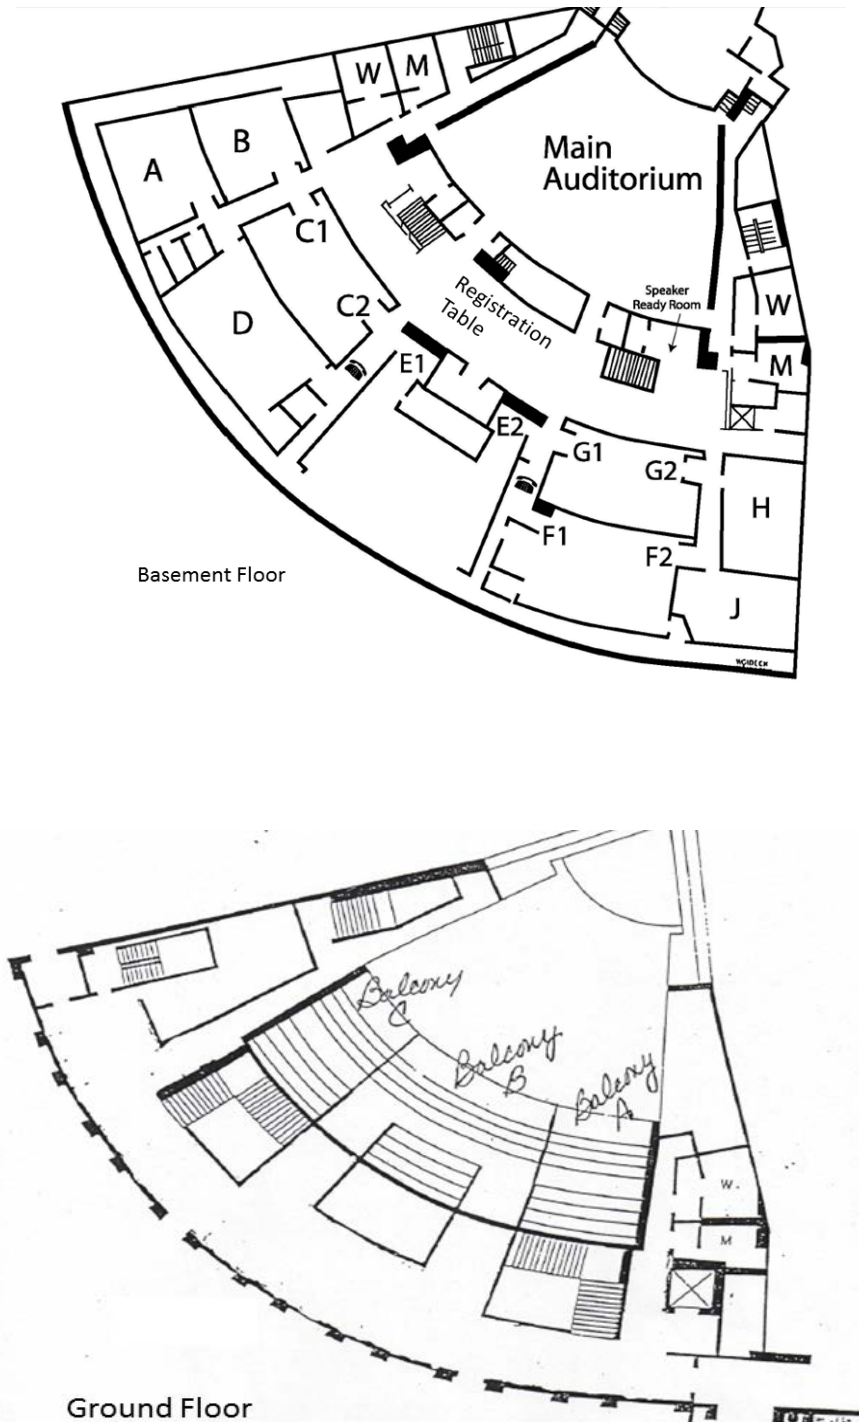 W
M
Main
Auditorium
B
A
C1
C2
D
Registration
Table
Speaker
Ready Room
W
M
E1
E2
G1
G2
H
F1
F2
J
Basement Floor
Balcony
C
Balcony
B
Balcony
A
W.
M
Ground Floor